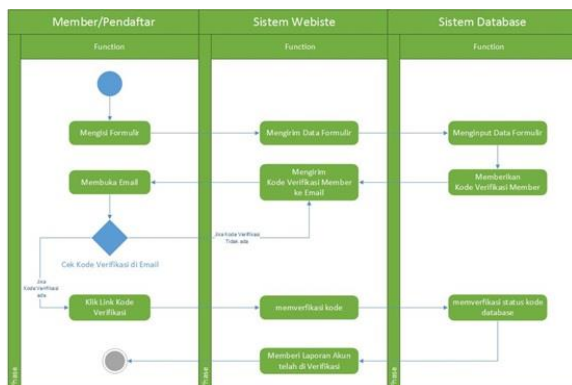 Member/Pendaftar
Sistem Webiste
Sistem Database
Function
Function
Function
Mengisi Formulir
Mengirim Data Formulir
Menginput Data Formulir
Membuka Email
Mengirim
Kode Verifikasi Member
ke Email
Memberikan
Kode Verifikasi Member
Jika Kode Verifikasi
Tidak ada
Cek Kode Verifikasi di Email
Jika
Kode Verifikasi
ada
Klik Link Kode
Verifikasi
memverfikasi kode
memverfikasi status kode
database
Memberi Laporan Akun
telah di Verifikasi